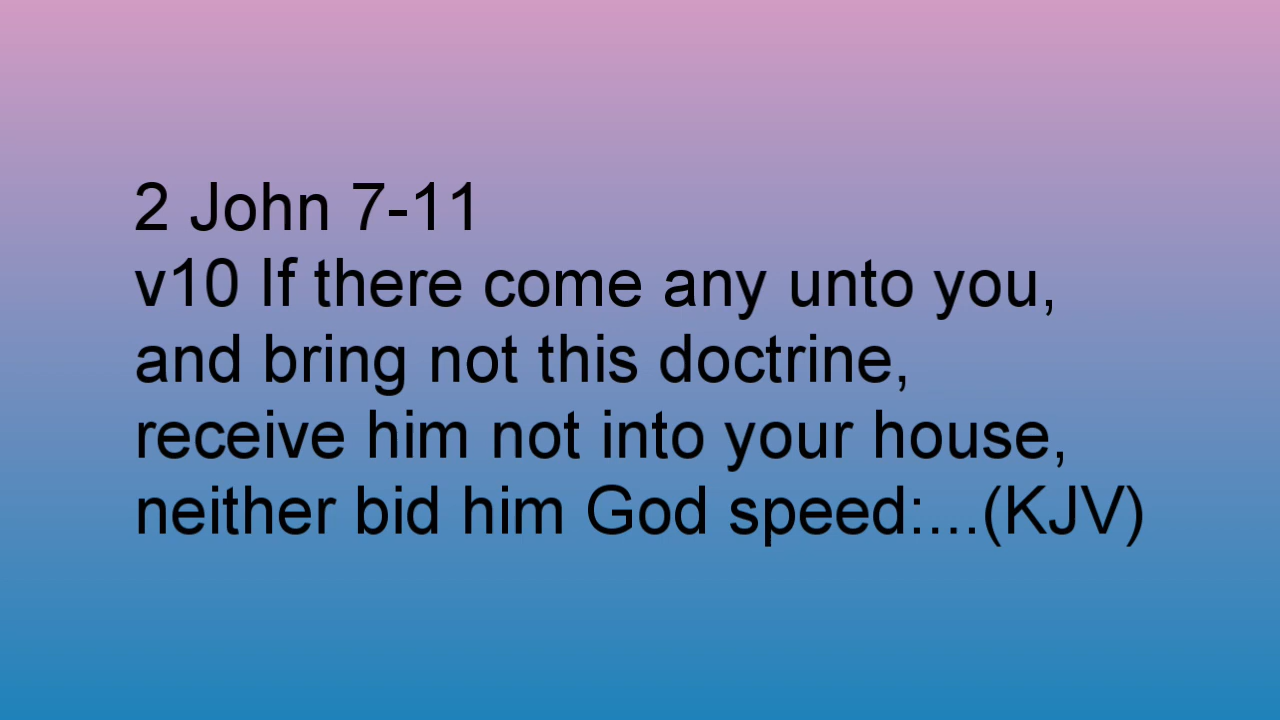 2 John 7-11
v10 If there come any unto you,
and bring not this doctrine,
receive him not into your house,
neither bid him God speed:...(KJV)